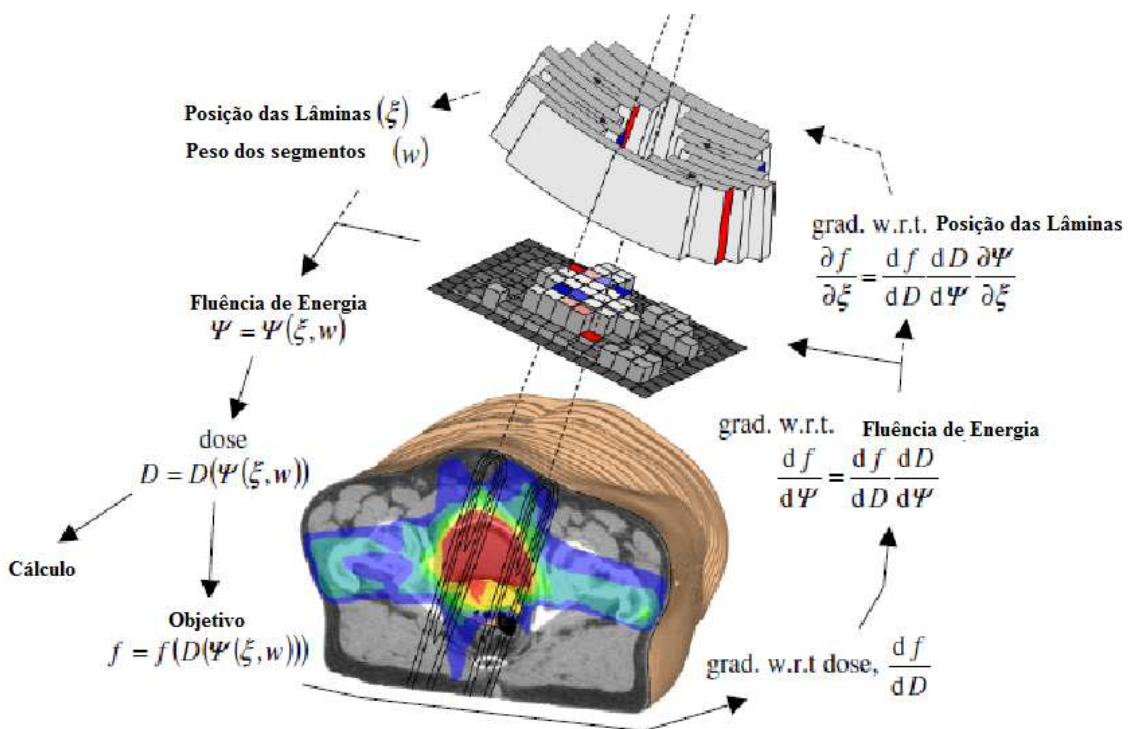 Posição das Lâminas (ξ)
Peso dos segmentos (w)
Fluência de Energia
Ψ = Ψ(ξ, w)
dose
D = D(Ψ(ξ, w))
Cálculo
Objetivo
f = f(D(Ψ(ξ, w)))
grad. w.r.t. Posição das Lâminas
∂f/∂ξ = df/dD dD/dΨ ∂Ψ/∂ξ
grad. w.r.t. Fluência de Energia
df/dΨ = df/dD dD/dΨ
grad. w.r.t dose, df/dD